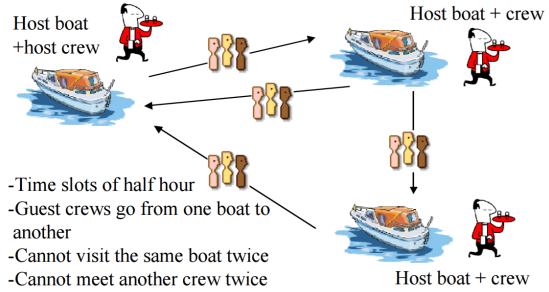 Host boat
+host crew
Host boat + crew
-Time slots of half hour
-Guest crews go from one boat to
another
-Cannot visit the same boat twice
-Cannot meet another crew twice
Host boat + crew